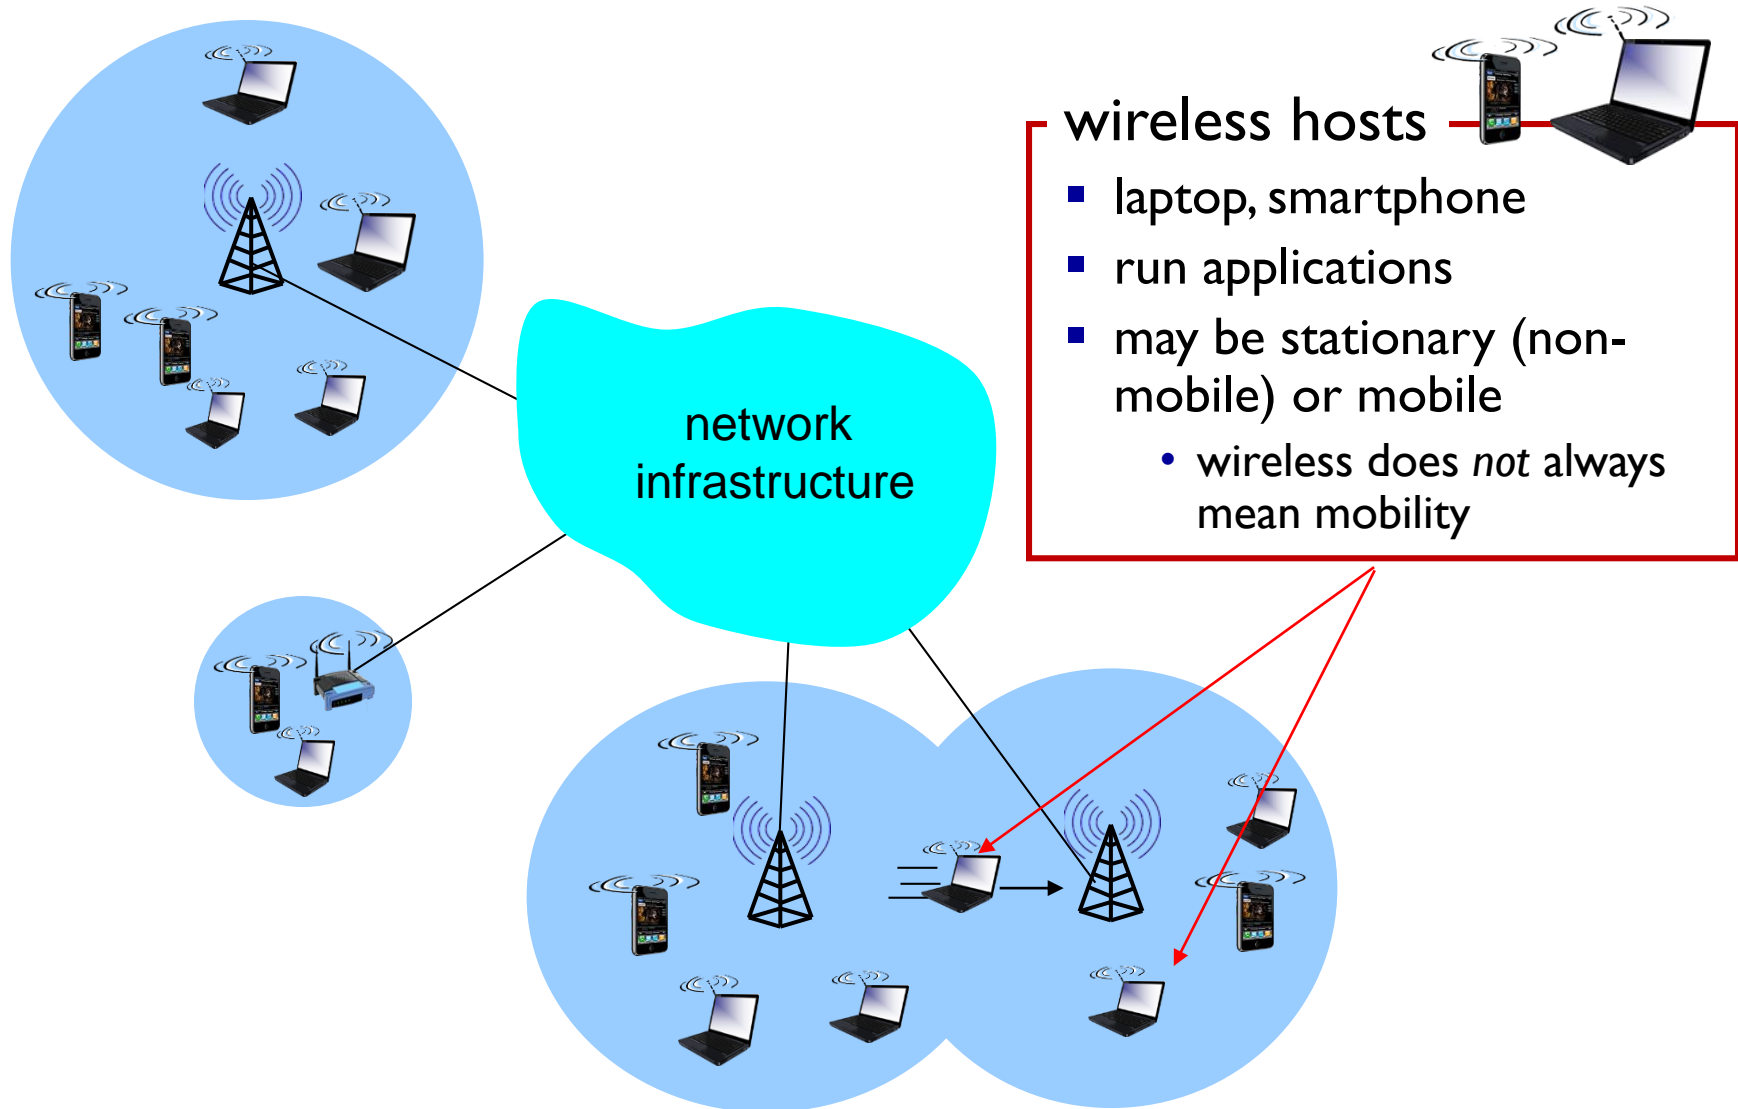 wireless hosts
▪ laptop, smartphone
▪ run applications
▪ may be stationary (non-
mobile) or mobile
• wireless does not always
mean mobility
network
infrastructure